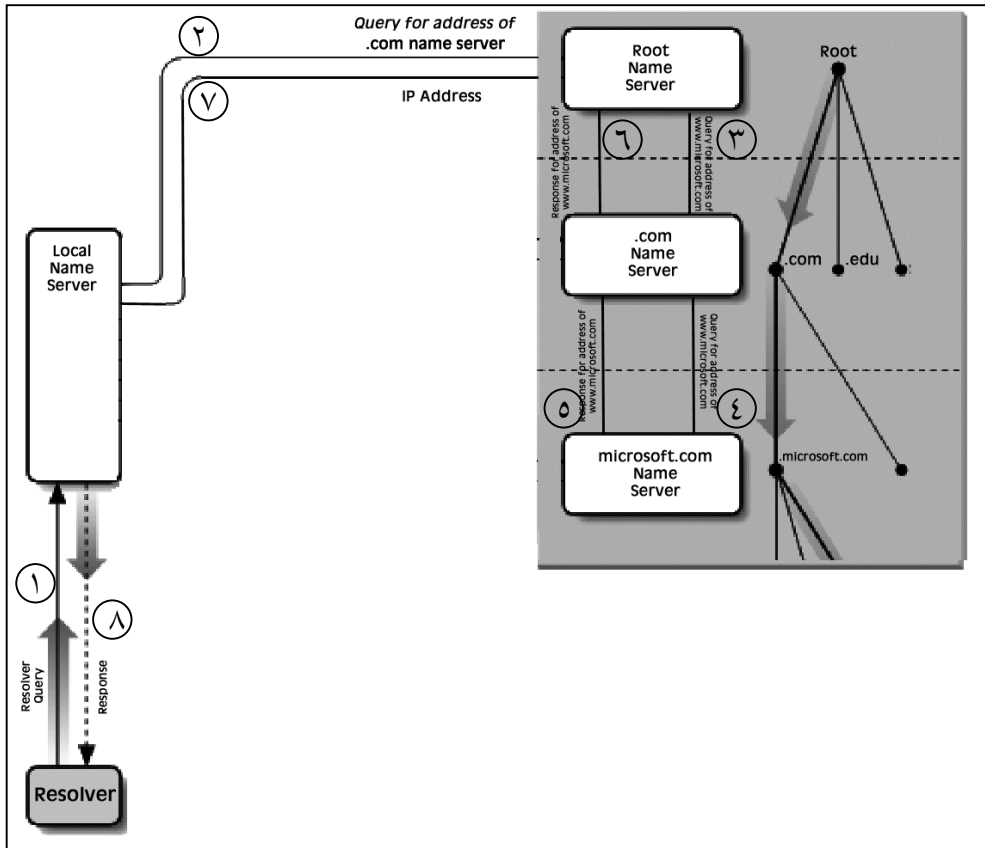 ٢
Query for address of
.com name server
٧
IP Address
Root
Name
Server
Root
٦
٣
Response for address of
www.microsoft.com
Query for address of
www.microsoft.com
.com
Name
Server
.com
.edu
Local
Name
Server
Response for address of
www.microsoft.com
Query for address of
www.microsoft.com
٥
٤
microsoft.com
Name
Server
.microsoft.com
١
٨
Resolver
Query
Response
Resolver